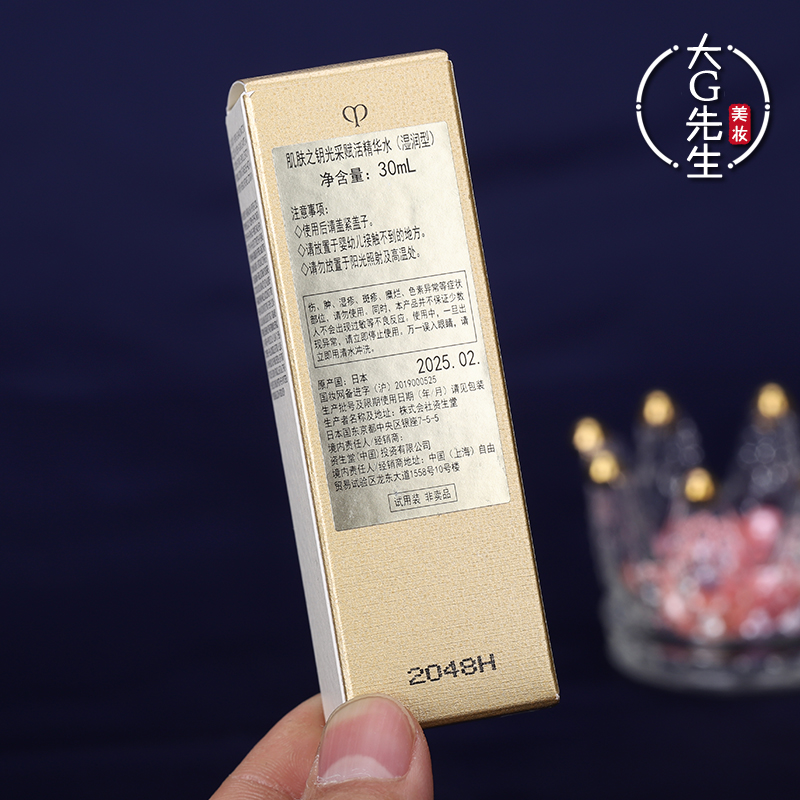 大G先生
美妆
肌肤之钥光采赋活精华水（湿润型）
净含量：30mL
注意事项：
◇使用后请盖紧盖子。
◇请放置于婴幼儿接触不到的地方。
◇请勿放置于阳光照射及高温处。
伤、肿、湿疹、斑疹、糜烂、色素异常等症状
部位，请勿使用。同时，本产品并不保证少数
人不会出现过敏等不良反应，使用中，一旦出
现异常，请立即停止使用，万一误入眼睛，请
立即用清水冲洗。
2025.02.
原产国：日本
国妆网备进字（沪）2019000525
生产批号及限期使用日期（年/月）请见包装
生产者名称及地址：株式会社资生堂
日本国东京都中央区银座7-5-5
境内责任人/经销商：
资生堂(中国)投资有限公司
境内责任人/经销商地址：中国（上海）自由
贸易试验区龙东大道1558号10号楼
试用装 非卖品
2048H